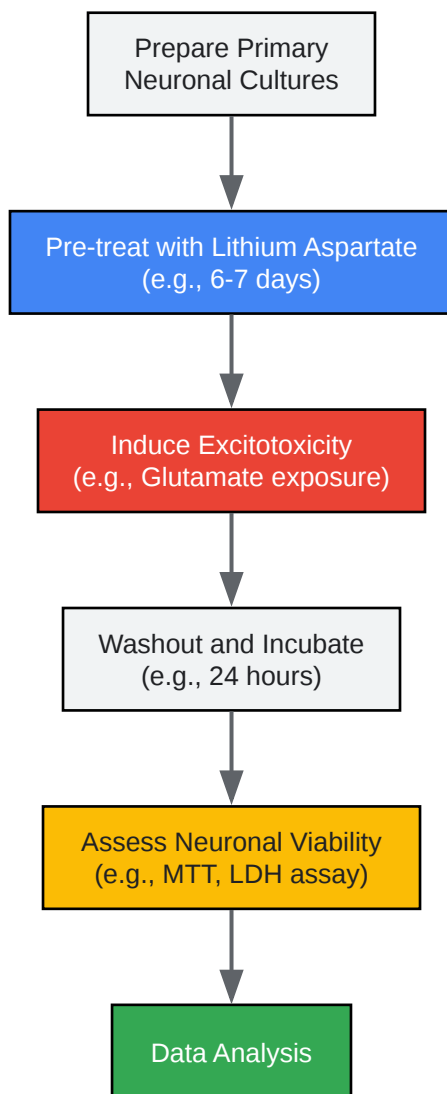 Prepare Primary
Neuronal Cultures
Pre-treat with Lithium Aspartate
(e.g., 6-7 days)
Induce Excitotoxicity
(e.g., Glutamate exposure)
Washout and Incubate
(e.g., 24 hours)
Assess Neuronal Viability
(e.g., MTT, LDH assay)
Data Analysis